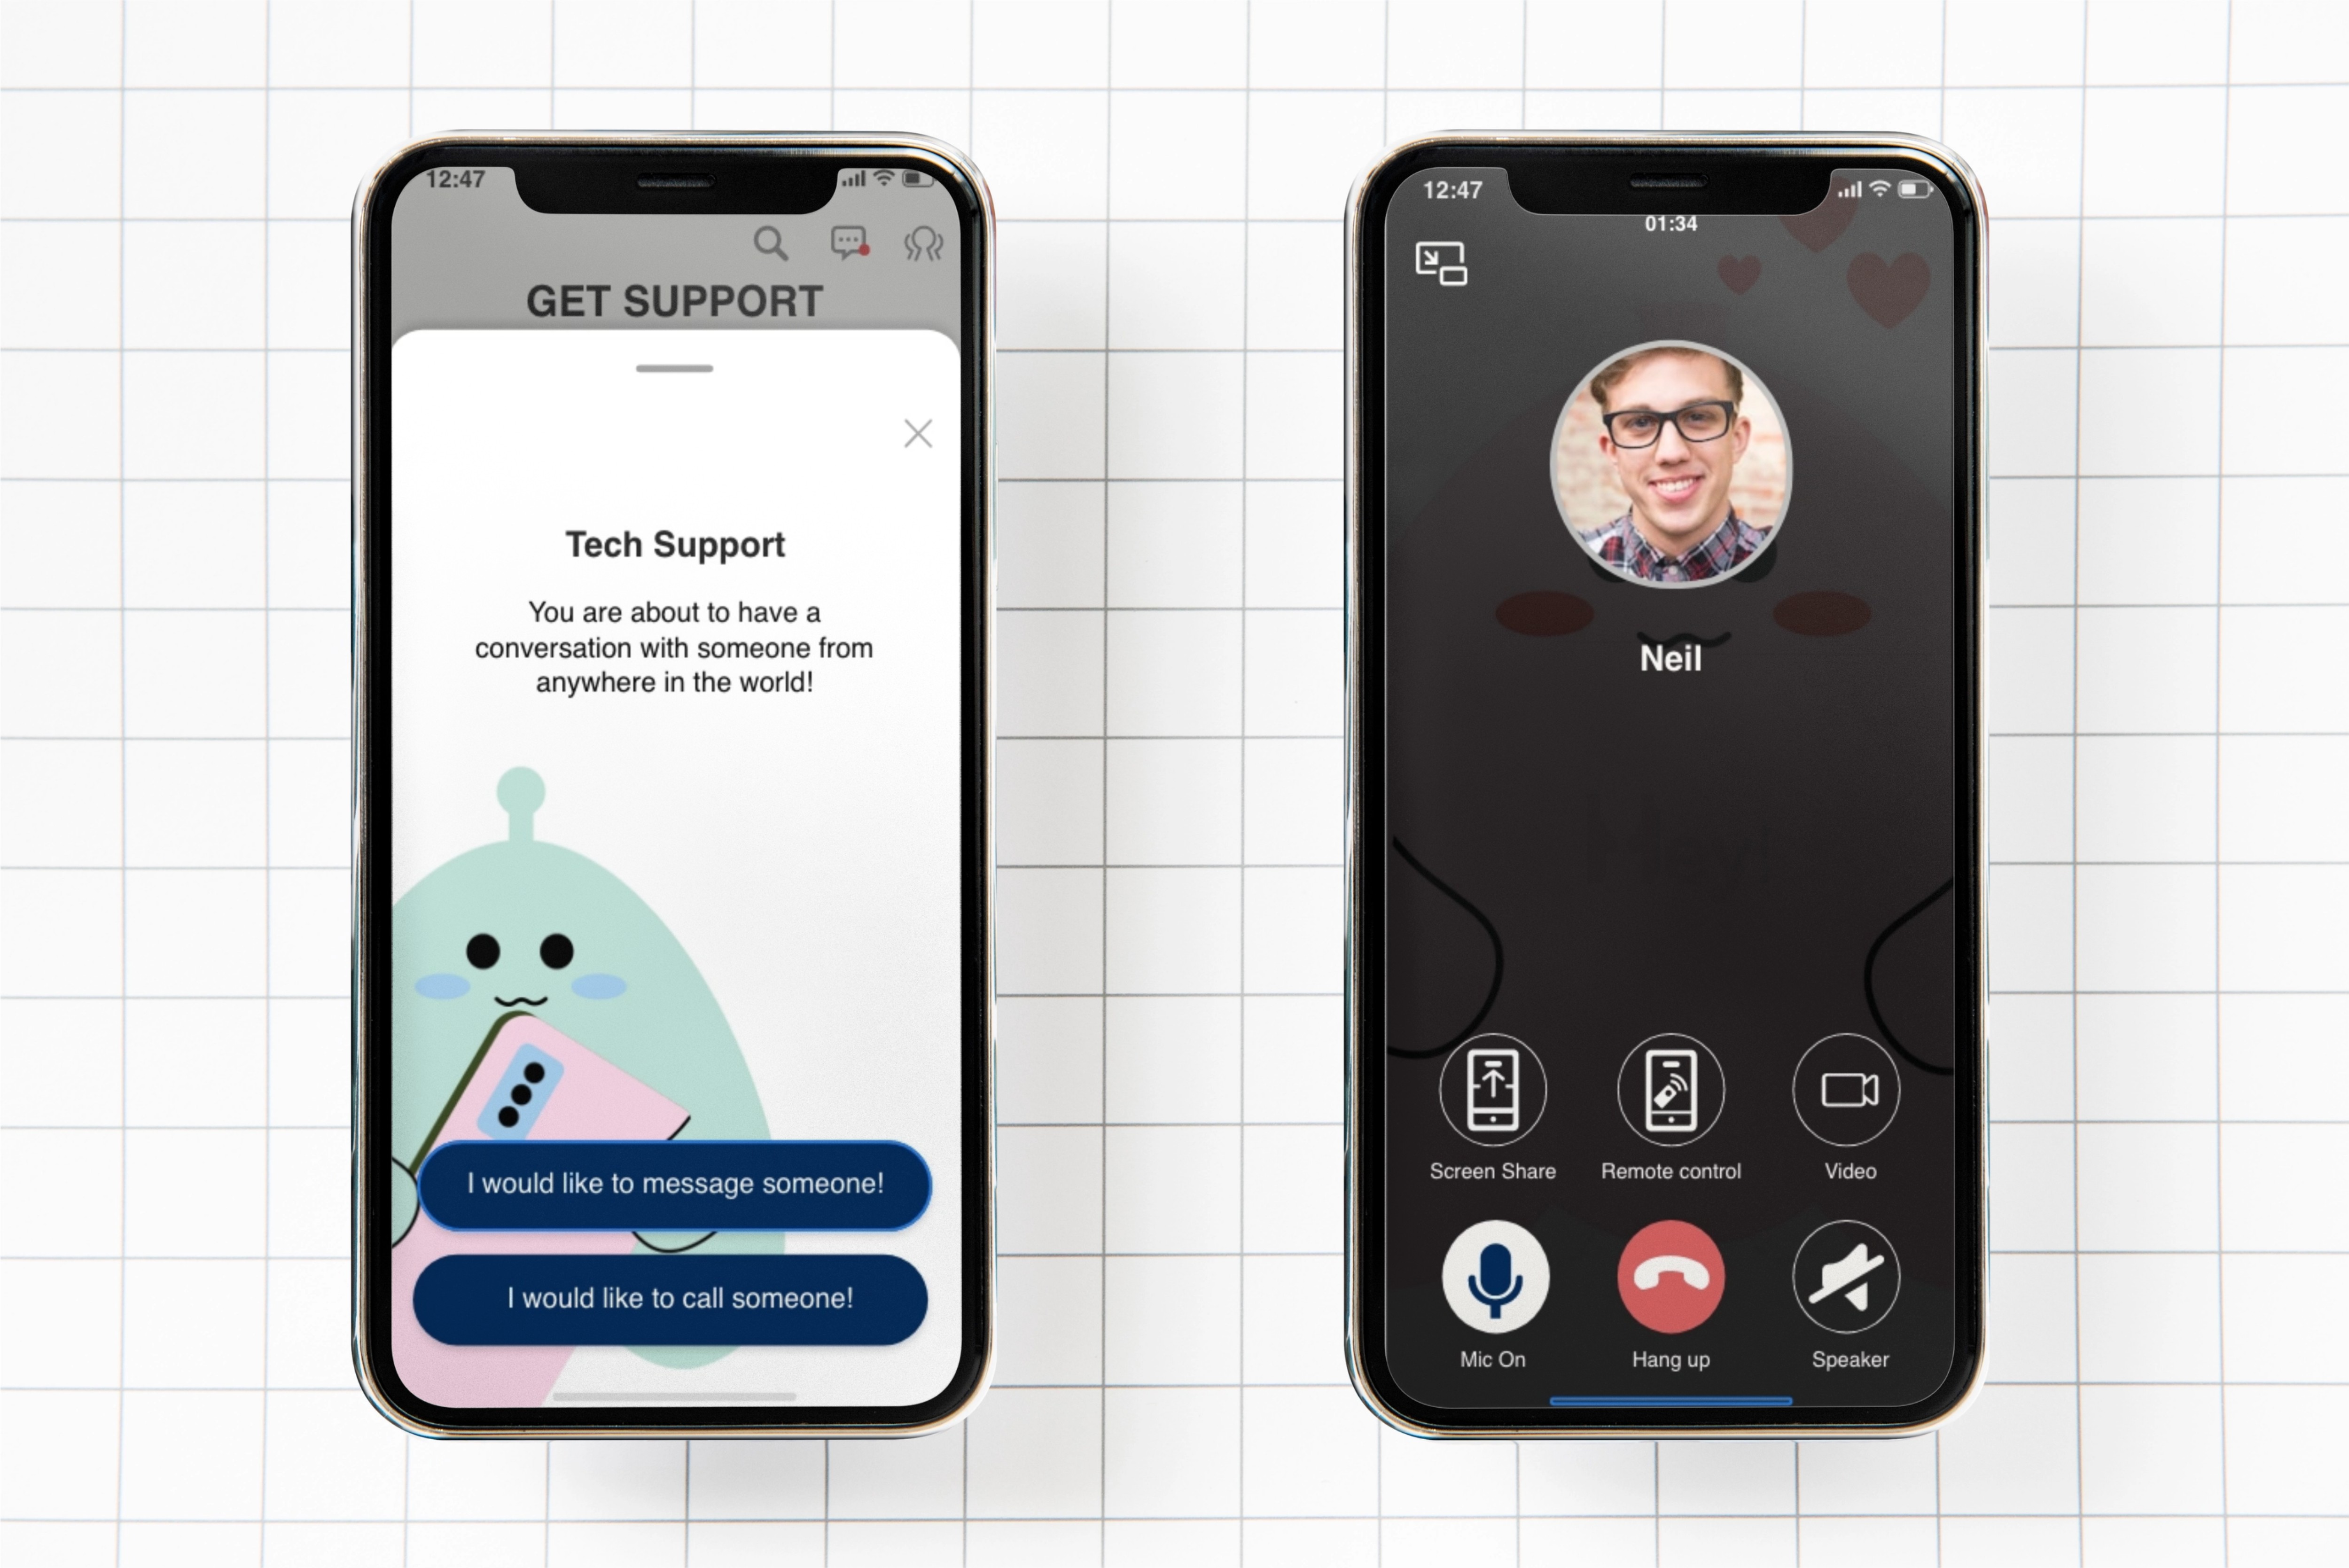 12:47
GET SUPPORT
Tech Support
You are about to have a
conversation with someone from
anywhere in the world!
I would like to message someone!
I would like to call someone!
12:47
01:34
Neil
Screen Share
Remote control
Video
Mic On
Hang up
Speaker